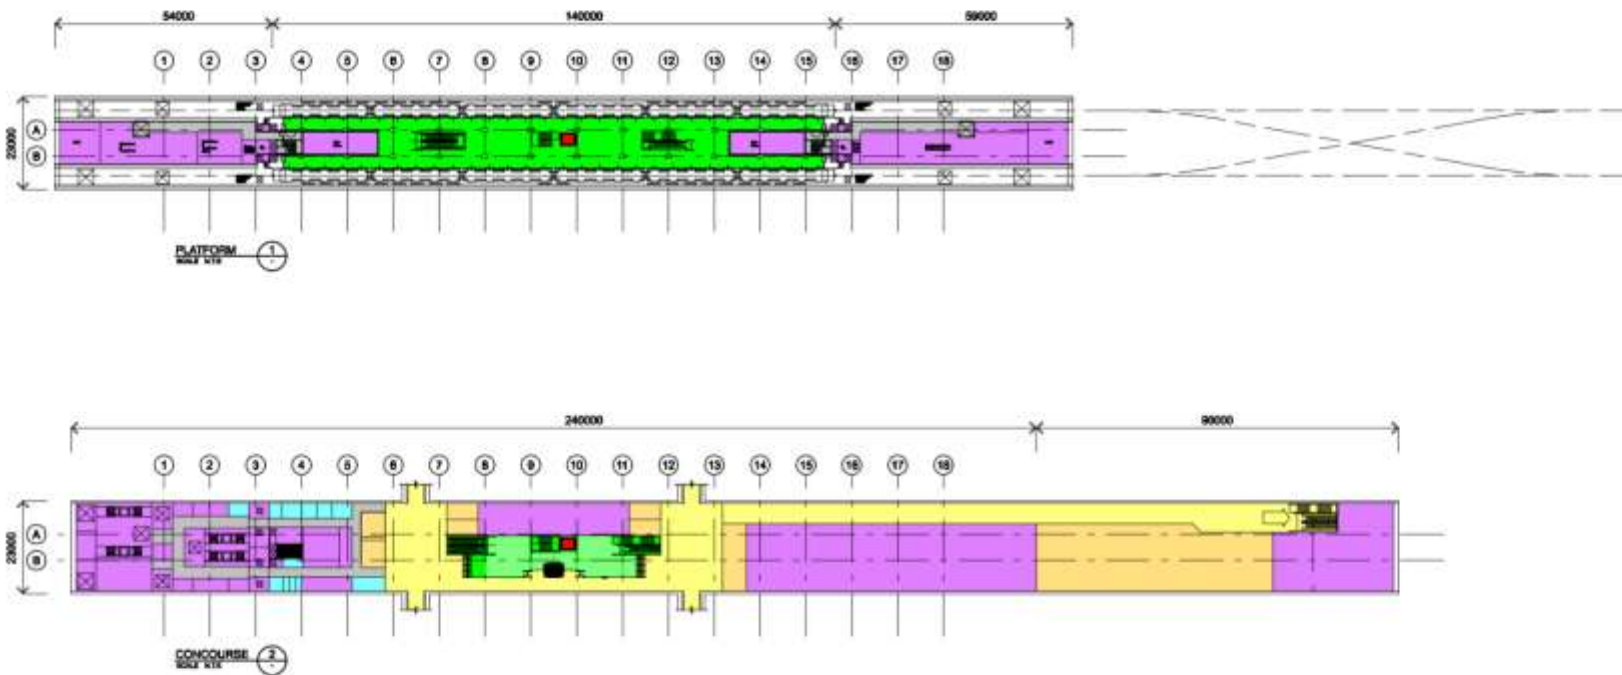 54000 140000 59000
1 2 3 4 5 6 7 8 9 10 11 12 13 14 15 16 17 18
A
B
23000
PLATFORM 1
SCALE N.T.S
240000 90000
1 2 3 4 5 6 7 8 9 10 11 12 13 14 15 16 17 18
A
B
23000
CONCOURSE 2
SCALE N.T.S